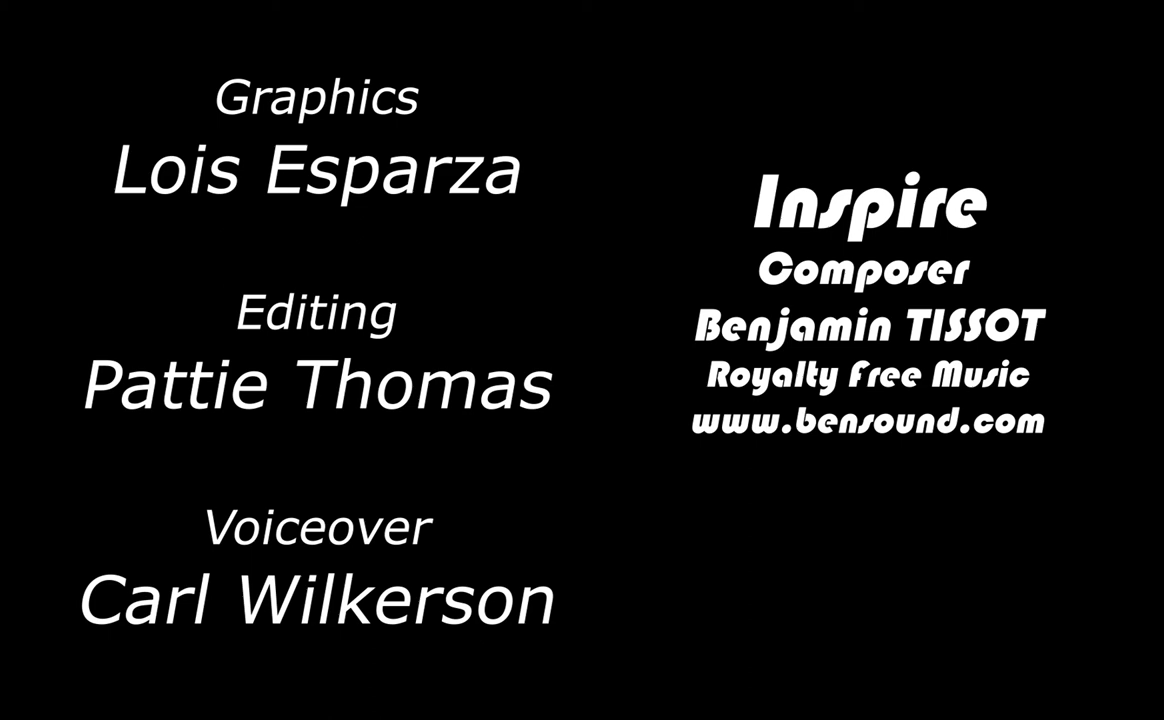 Graphics
Lois Esparza
Editing
Pattie Thomas
Voiceover
Carl Wilkerson
Inspire
Composer
Benjamin TISSOT
Royalty Free Music
www.bensound.com